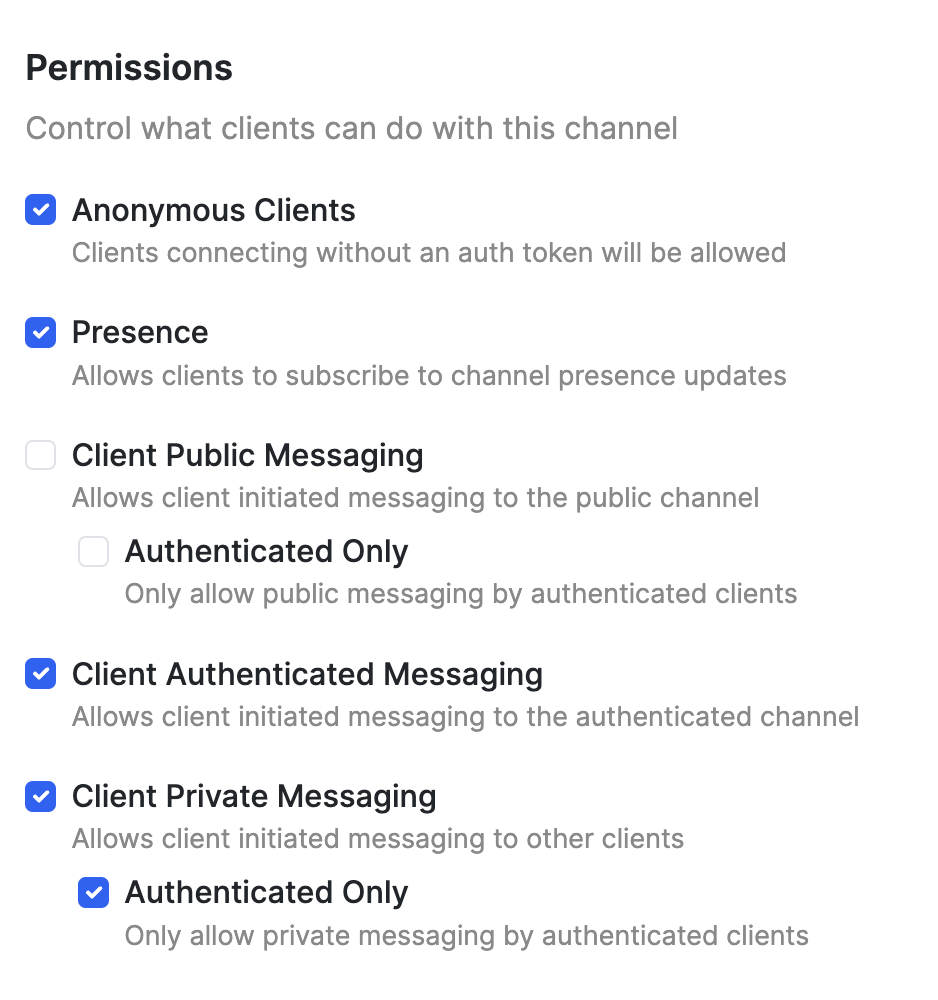 Permissions
Control what clients can do with this channel
Anonymous Clients
Clients connecting without an auth token will be allowed
Presence
Allows clients to subscribe to channel presence updates
Client Public Messaging
Allows client initiated messaging to the public channel
Authenticated Only
Only allow public messaging by authenticated clients
Client Authenticated Messaging
Allows client initiated messaging to the authenticated channel
Client Private Messaging
Allows client initiated messaging to other clients
Authenticated Only
Only allow private messaging by authenticated clients